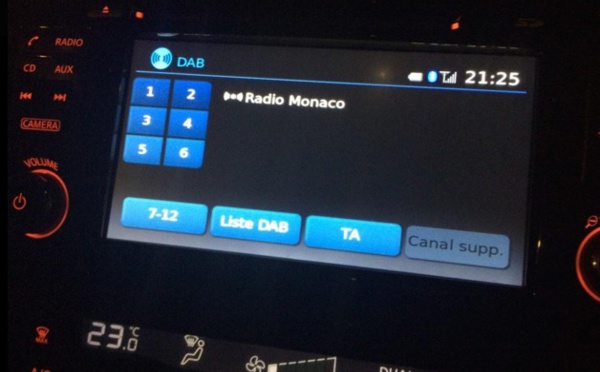 RADIO
DAB
21:25
CD AUX
1 2
Radio Monaco
3 4
CAMERA
5 6
VOLUME
7-12
Liste DAB
TA
Canal supp.
MAX
23.0 °C